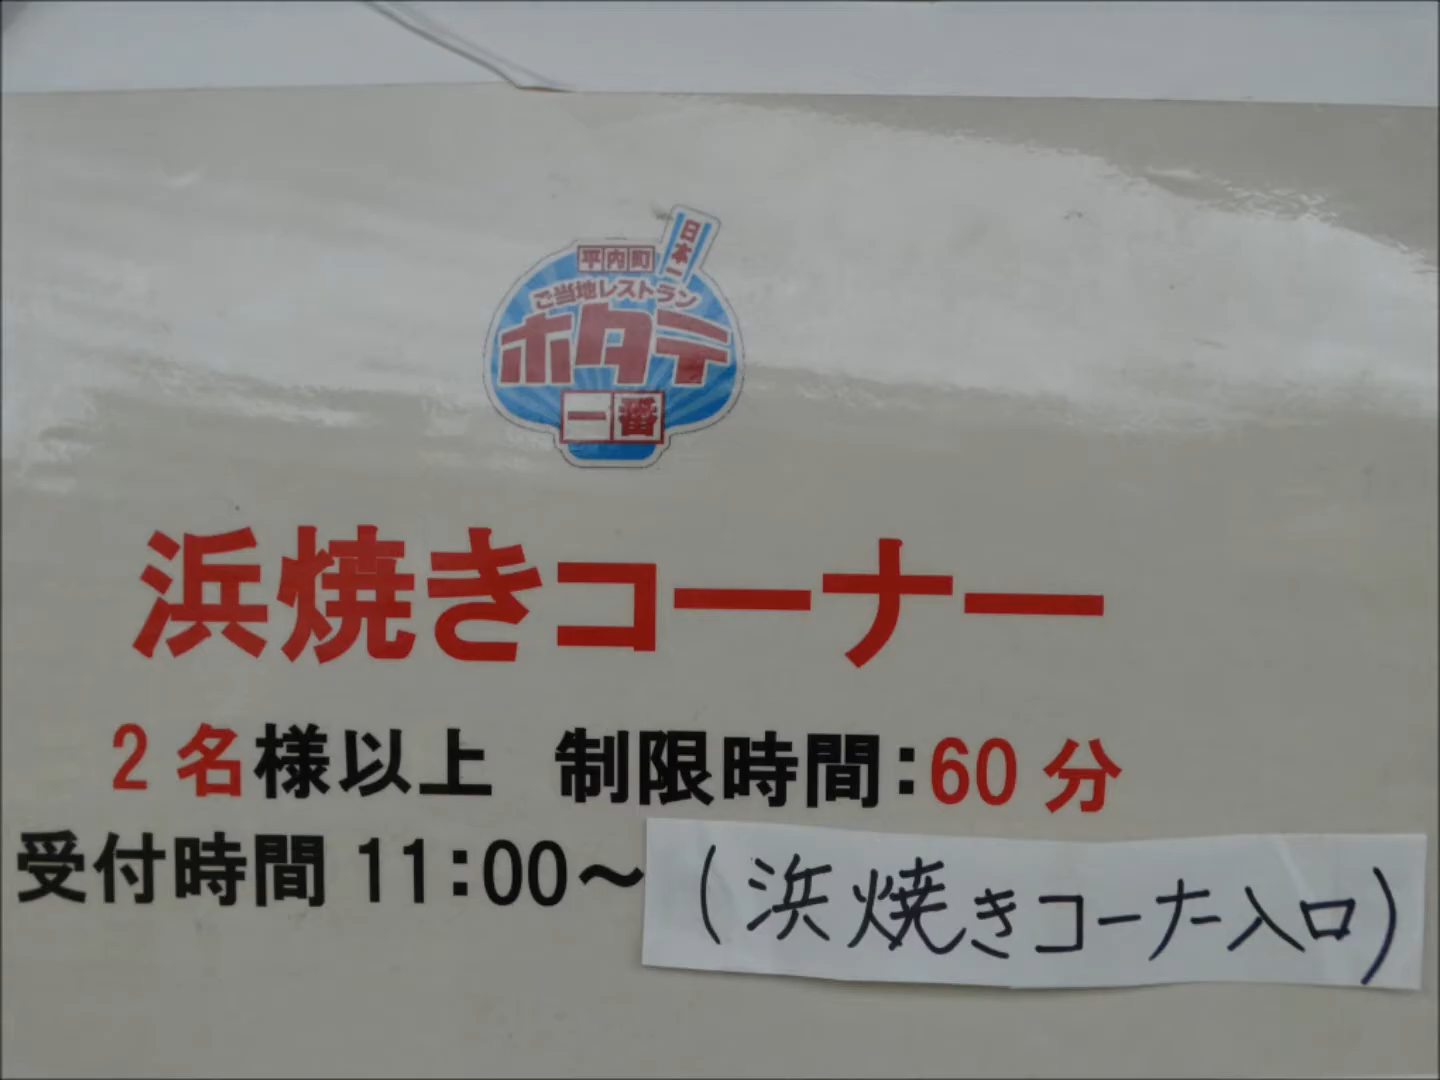 日本一
平内町
ご当地レストラン
ホタテ
一番
浜焼きコーナー
2名様以上 制限時間:60分
受付時間 11:00～(浜焼きコーナー入口)